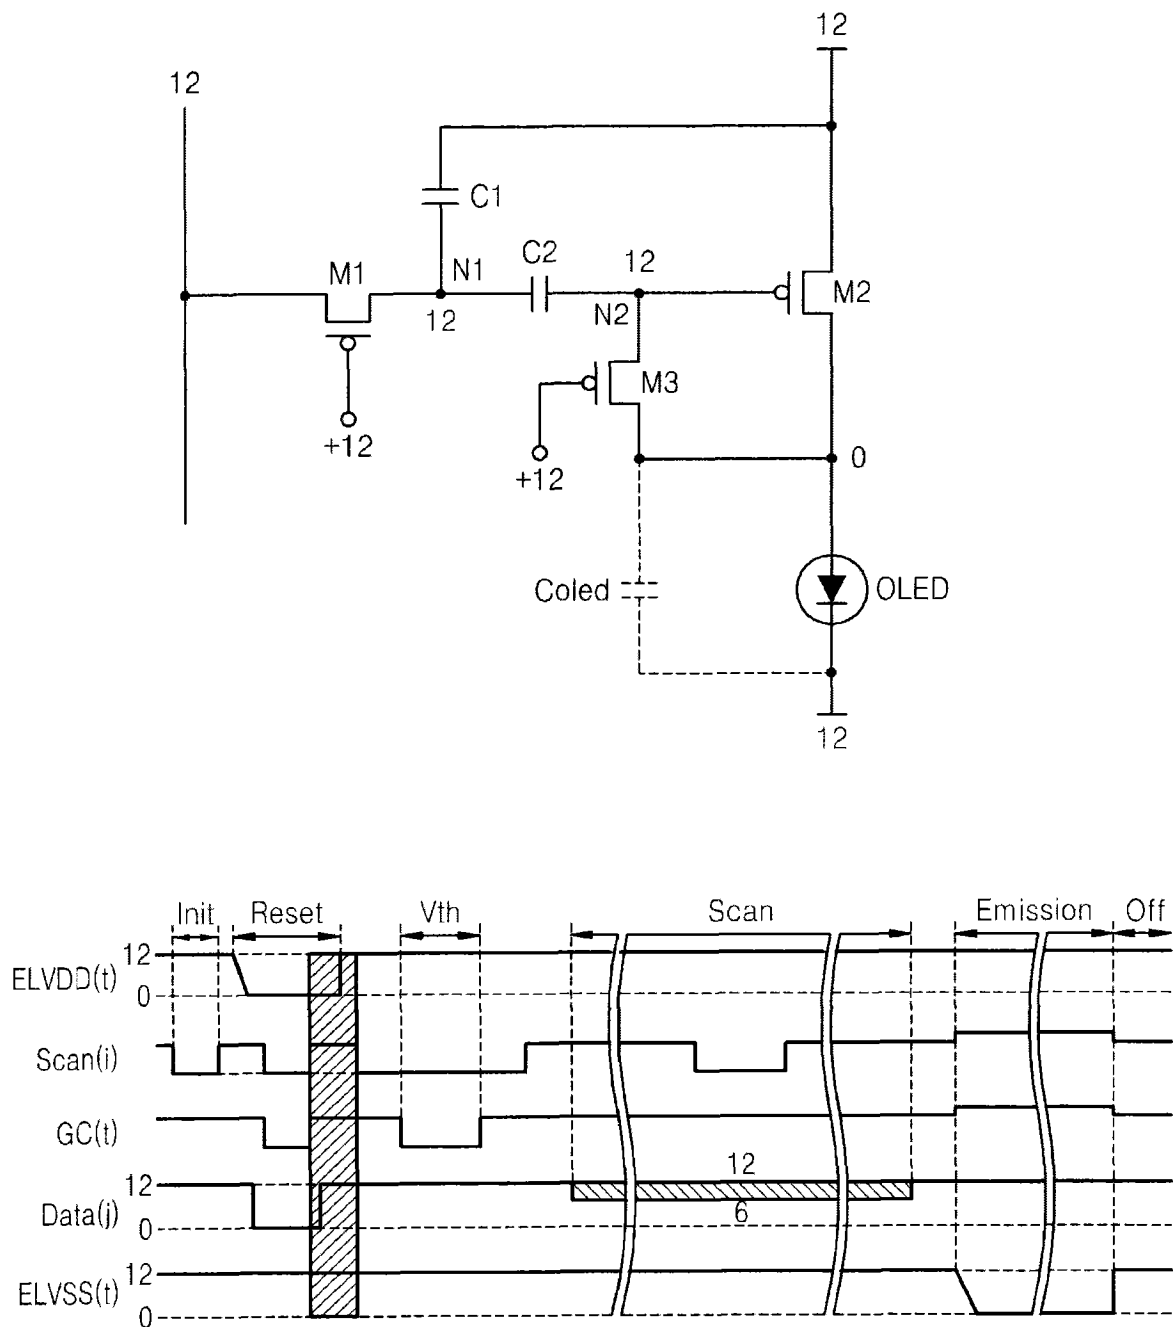 12
12
C1
M1
N1
C2
12
12
N2
M2
M3
+12
+12
0
Coled
OLED
12
Init
Reset
Vth
Scan
Emission
Off
ELVDD(t)
12
0
Scan(i)
GC(t)
Data(j)
12
0
12
6
ELVSS(t)
12
0